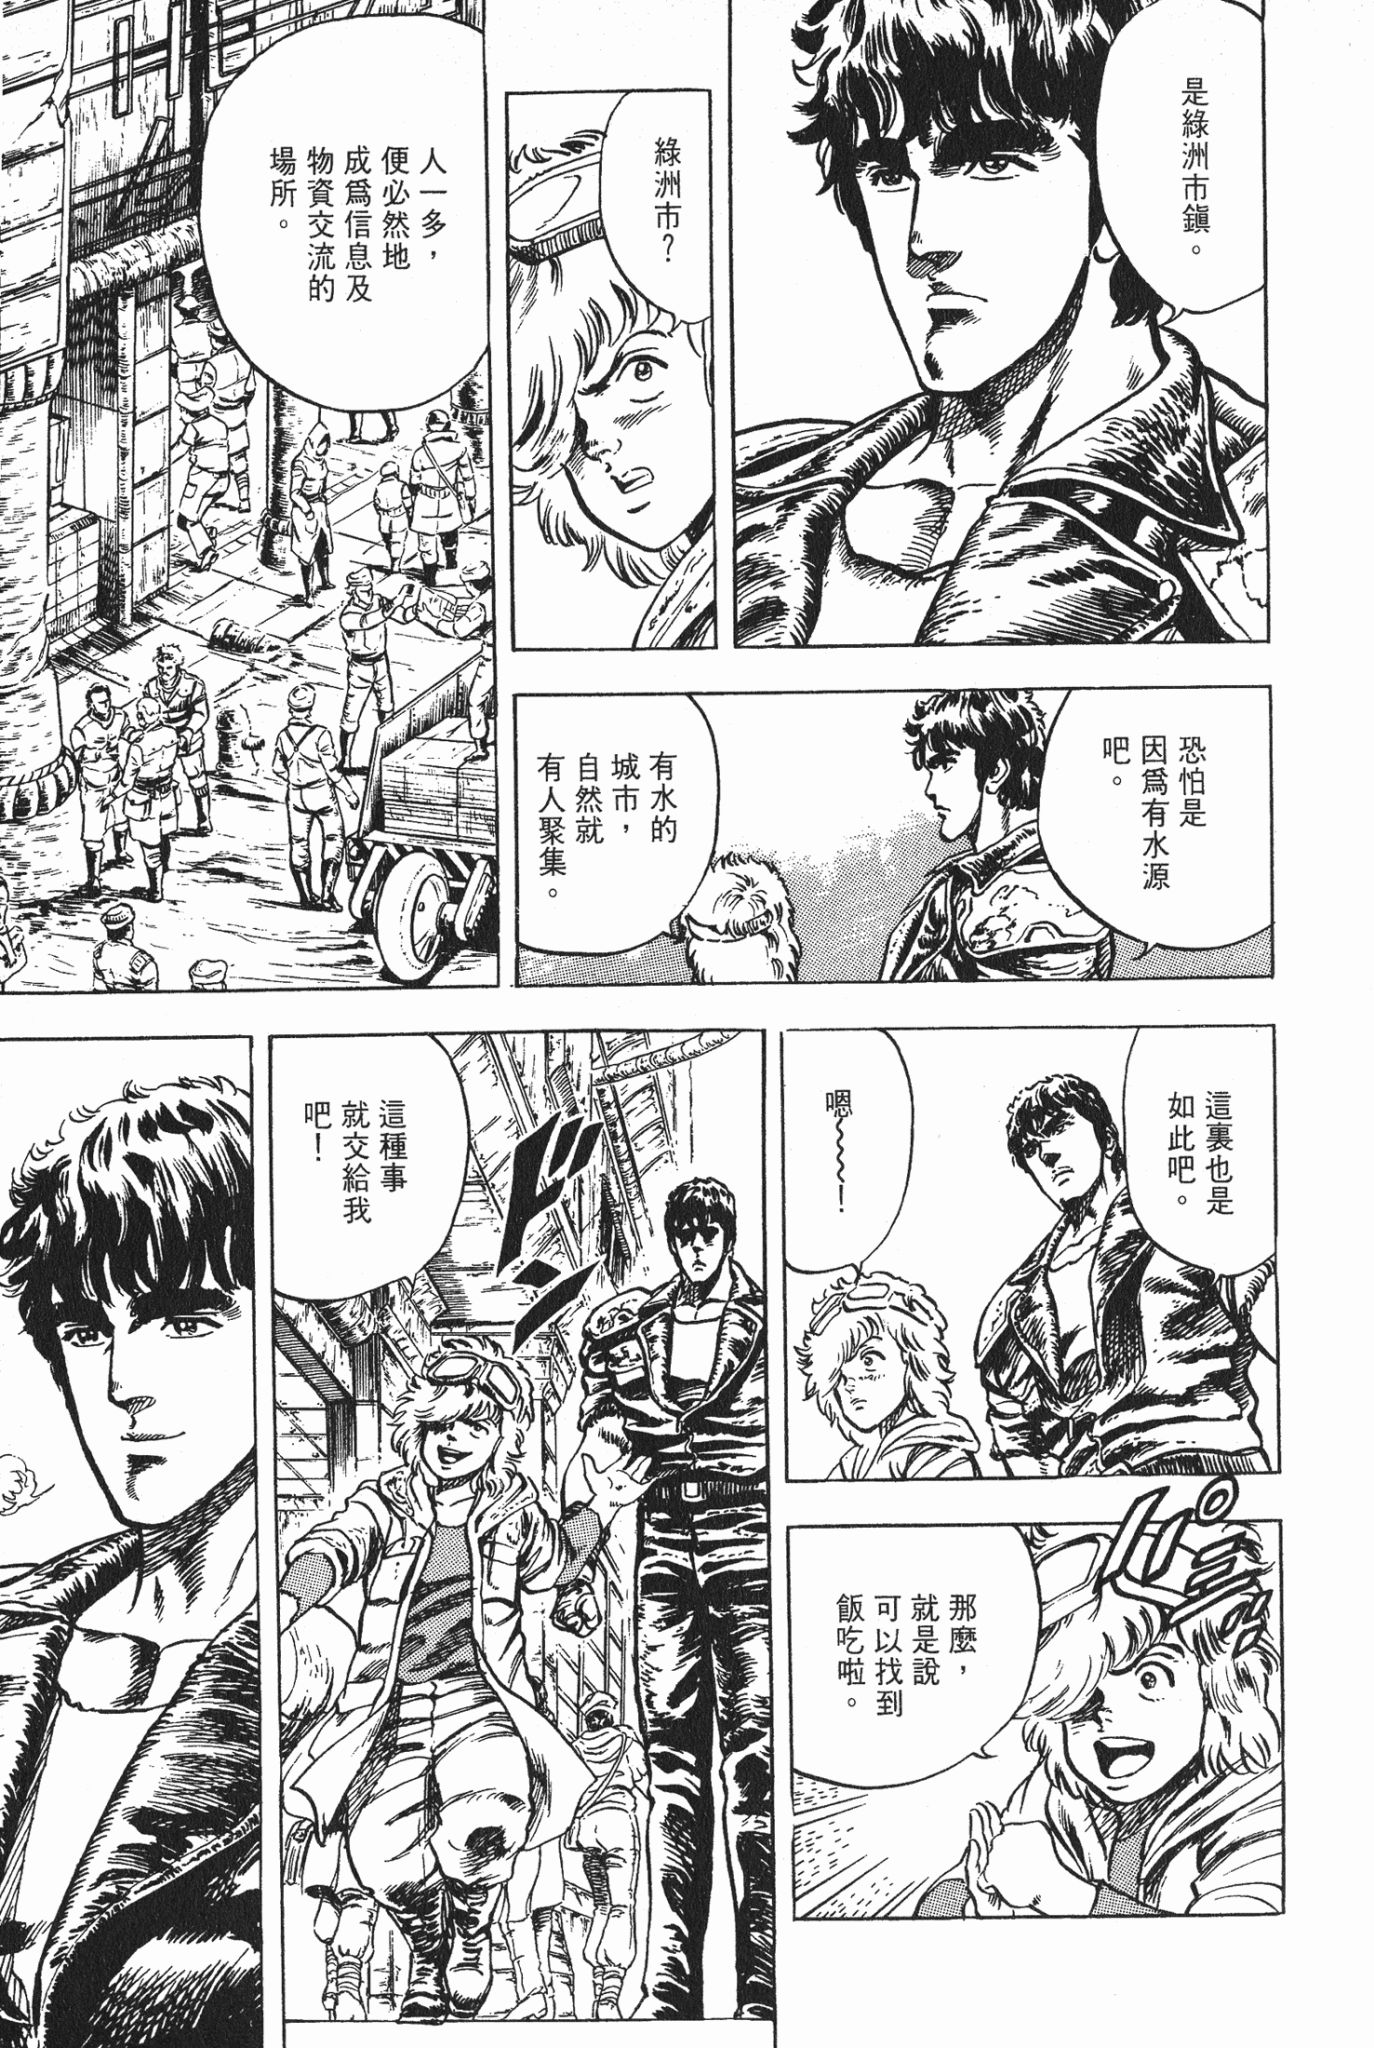 是綠洲市鎭。
綠洲市?
人一多，
便必然地
成爲信息及
物資交流的
場所。
恐怕是
因爲有水源
吧。
有水的
城市，
自然就
有人聚集。
這裏也是
如此吧。
嗯~~~~!
パァ
那麼，
就是說
可以找到
飯吃啦。
ドン
這種事
就交給我
吧!